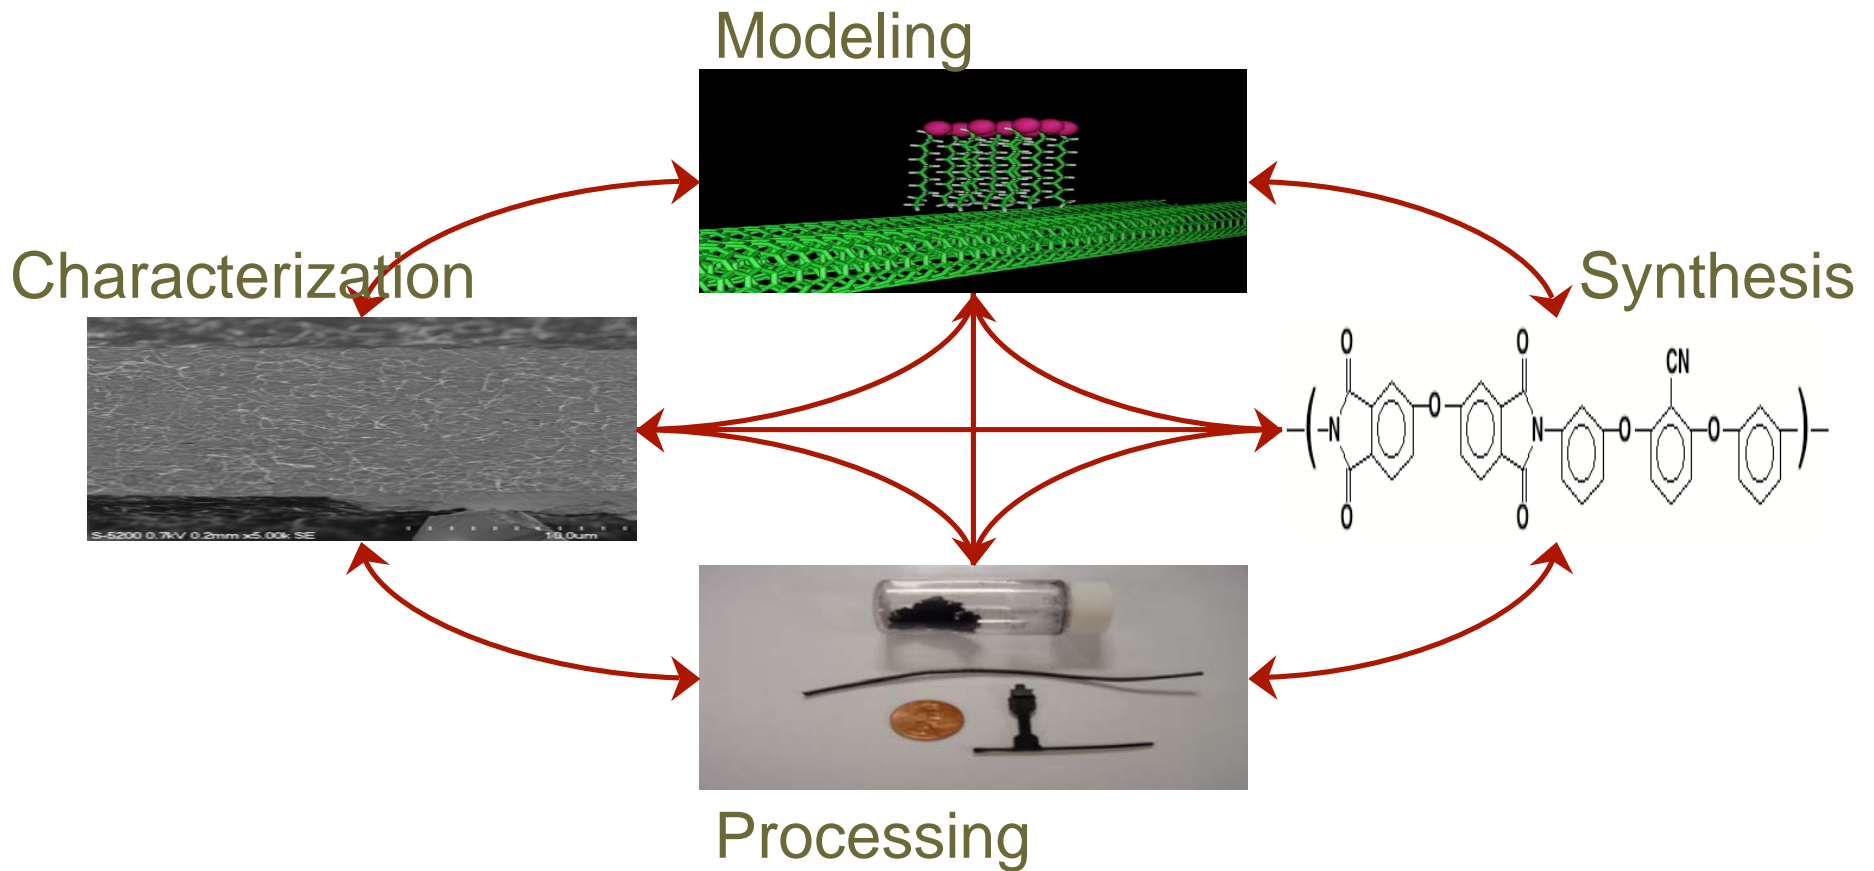 Modeling
Characterization
Synthesis
S-5200 0.7kV 0.2mm x5.00k SE
10.0um
O
O
CN
O
N
N
O
O
O
O
Processing